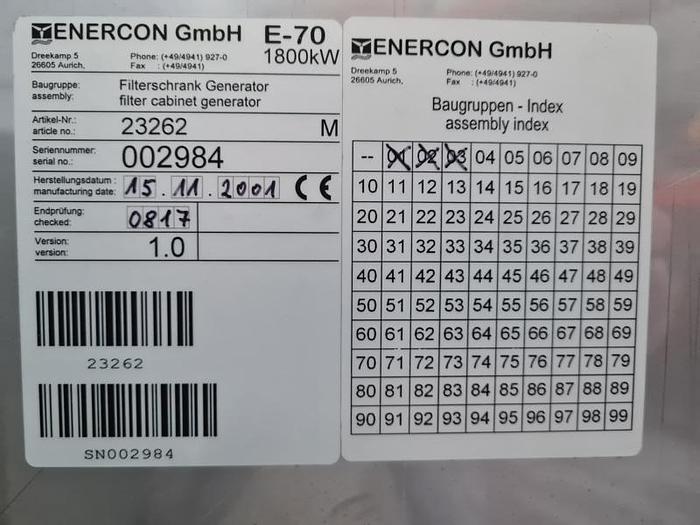 ENERCON GmbH E-70
Dreekamp 5 Phone: (+49/4941) 927-0 1800kW
26605 Aurich. Fax : (+49/4941)
Baugruppe: Filterschrank Generator
assembly: filter cabinet generator
Artikel-Nr.: 23262 M
article no.:
Seriennummer: 002984
serial no.:
Herstellungsdatum : 15.11.2001 CE
manufacturing date:
Endprüfung: 0817
checked:
Version: 1.0
version:
23262
SN002984
ENERCON GmbH
Dreekamp 5 Phone: (+49/4941) 927-0
26605 Aurich. Fax : (+49/4941)
Baugruppen - Index
assembly index
-- 01 02 03 04 05 06 07 08 09
10 11 12 13 14 15 16 17 18 19
20 21 22 23 24 25 26 27 28 29
30 31 32 33 34 35 36 37 38 39
40 41 42 43 44 45 46 47 48 49
50 51 52 53 54 55 56 57 58 59
60 61 62 63 64 65 66 67 68 69
70 71 72 73 74 75 76 77 78 79
80 81 82 83 84 85 86 87 88 89
90 91 92 93 94 95 96 97 98 99